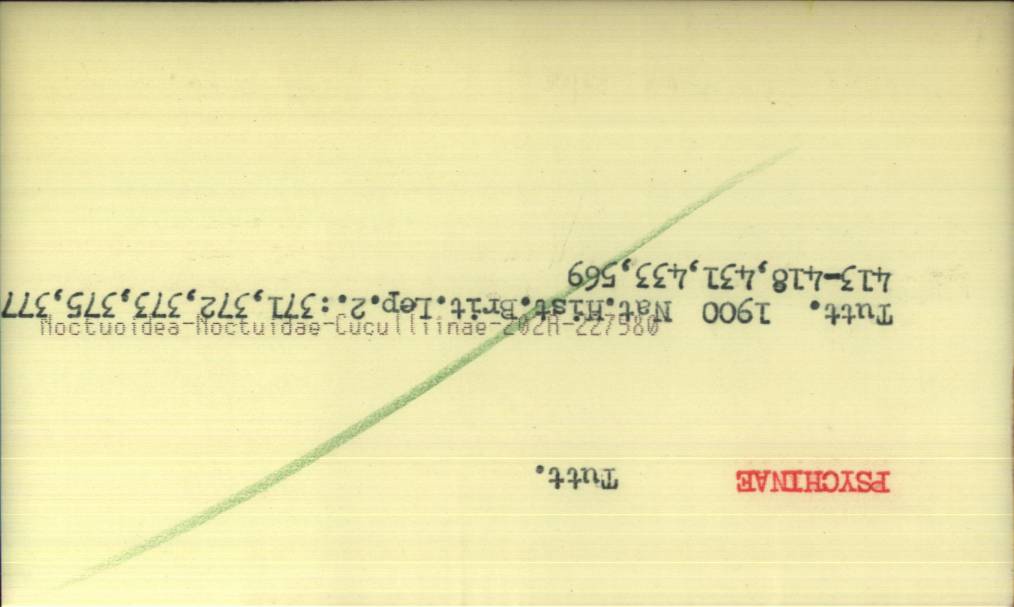 PSYCHINAE Tutt.
Tutt. 1900 Nat.Hist.Brit.Lep.2.:371,372,373,375,377
413-418,431,433,569
Noctuoidea-Noctuidae-Cuculliinae-202A-227980